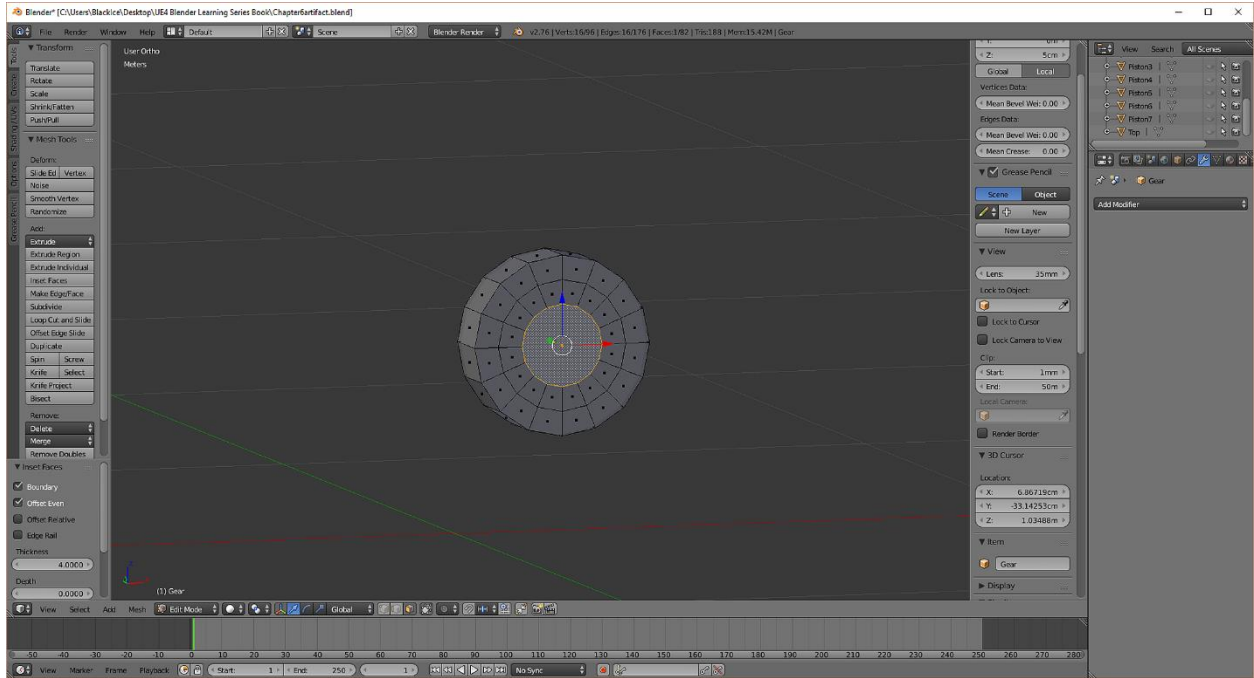 Blender* [C:\Users\BlackIce\Desktop\UE4 Blender Learning Series Book\Chapter6artifact.blend]
File Render Window Help Default Scene Blender Render v2.76 | Verts:16/96 | Edges:16/176 | Faces:1/82 | Tris:188 | Mem:15.42M | Gear
Tools
Create
Shading / UVs
Options
Grease Pencil
Transform
Translate
Rotate
Scale
Shrink/Fatten
Push/Pull
Mesh Tools
Deform:
Slide Ed Vertex
Noise
Smooth Vertex
Randomize
Add:
Extrude
Extrude Region
Extrude Individual
Inset Faces
Make Edge/Face
Subdivide
Loop Cut and Slide
Offset Edge Slide
Duplicate
Spin Screw
Knife Select
Knife Project
Bisect
Remove:
Delete
Merge
Remove Doubles
Inset Faces
Boundary
Offset Even
Offset Relative
Edge Rail
Thickness
4.0000
Depth
0.0000
User Ortho
Meters
(1) Gear
Z: 5cm
Global Local
Vertices Data:
Mean Bevel Wei: 0.00
Edges Data:
Mean Bevel Wei: 0.00
Mean Crease: 0.00
Grease Pencil
Scene Object
New
New Layer
View
Lens: 35mm
Lock to Object:
Lock to Cursor
Lock Camera to View
Clip:
Start: 1mm
End: 50m
Local Camera:
Render Border
3D Cursor
Location:
X: 6.86719cm
Y: -33.14253cm
Z: 1.03488m
Item
Gear
Display
View Search All Scenes
Piston3
Piston4
Piston5
Piston6
Piston7
Top
Gear
Add Modifier
View Select Add Mesh Edit Mode Global
-50 -40 -30 -20 -10 0 10 20 30 40 50 60 70 80 90 100 110 120 130 140 150 160 170 180 190 200 210 220 230 240 250 260 270 280
View Marker Frame Playback Start: 1 End: 250 1 No Sync